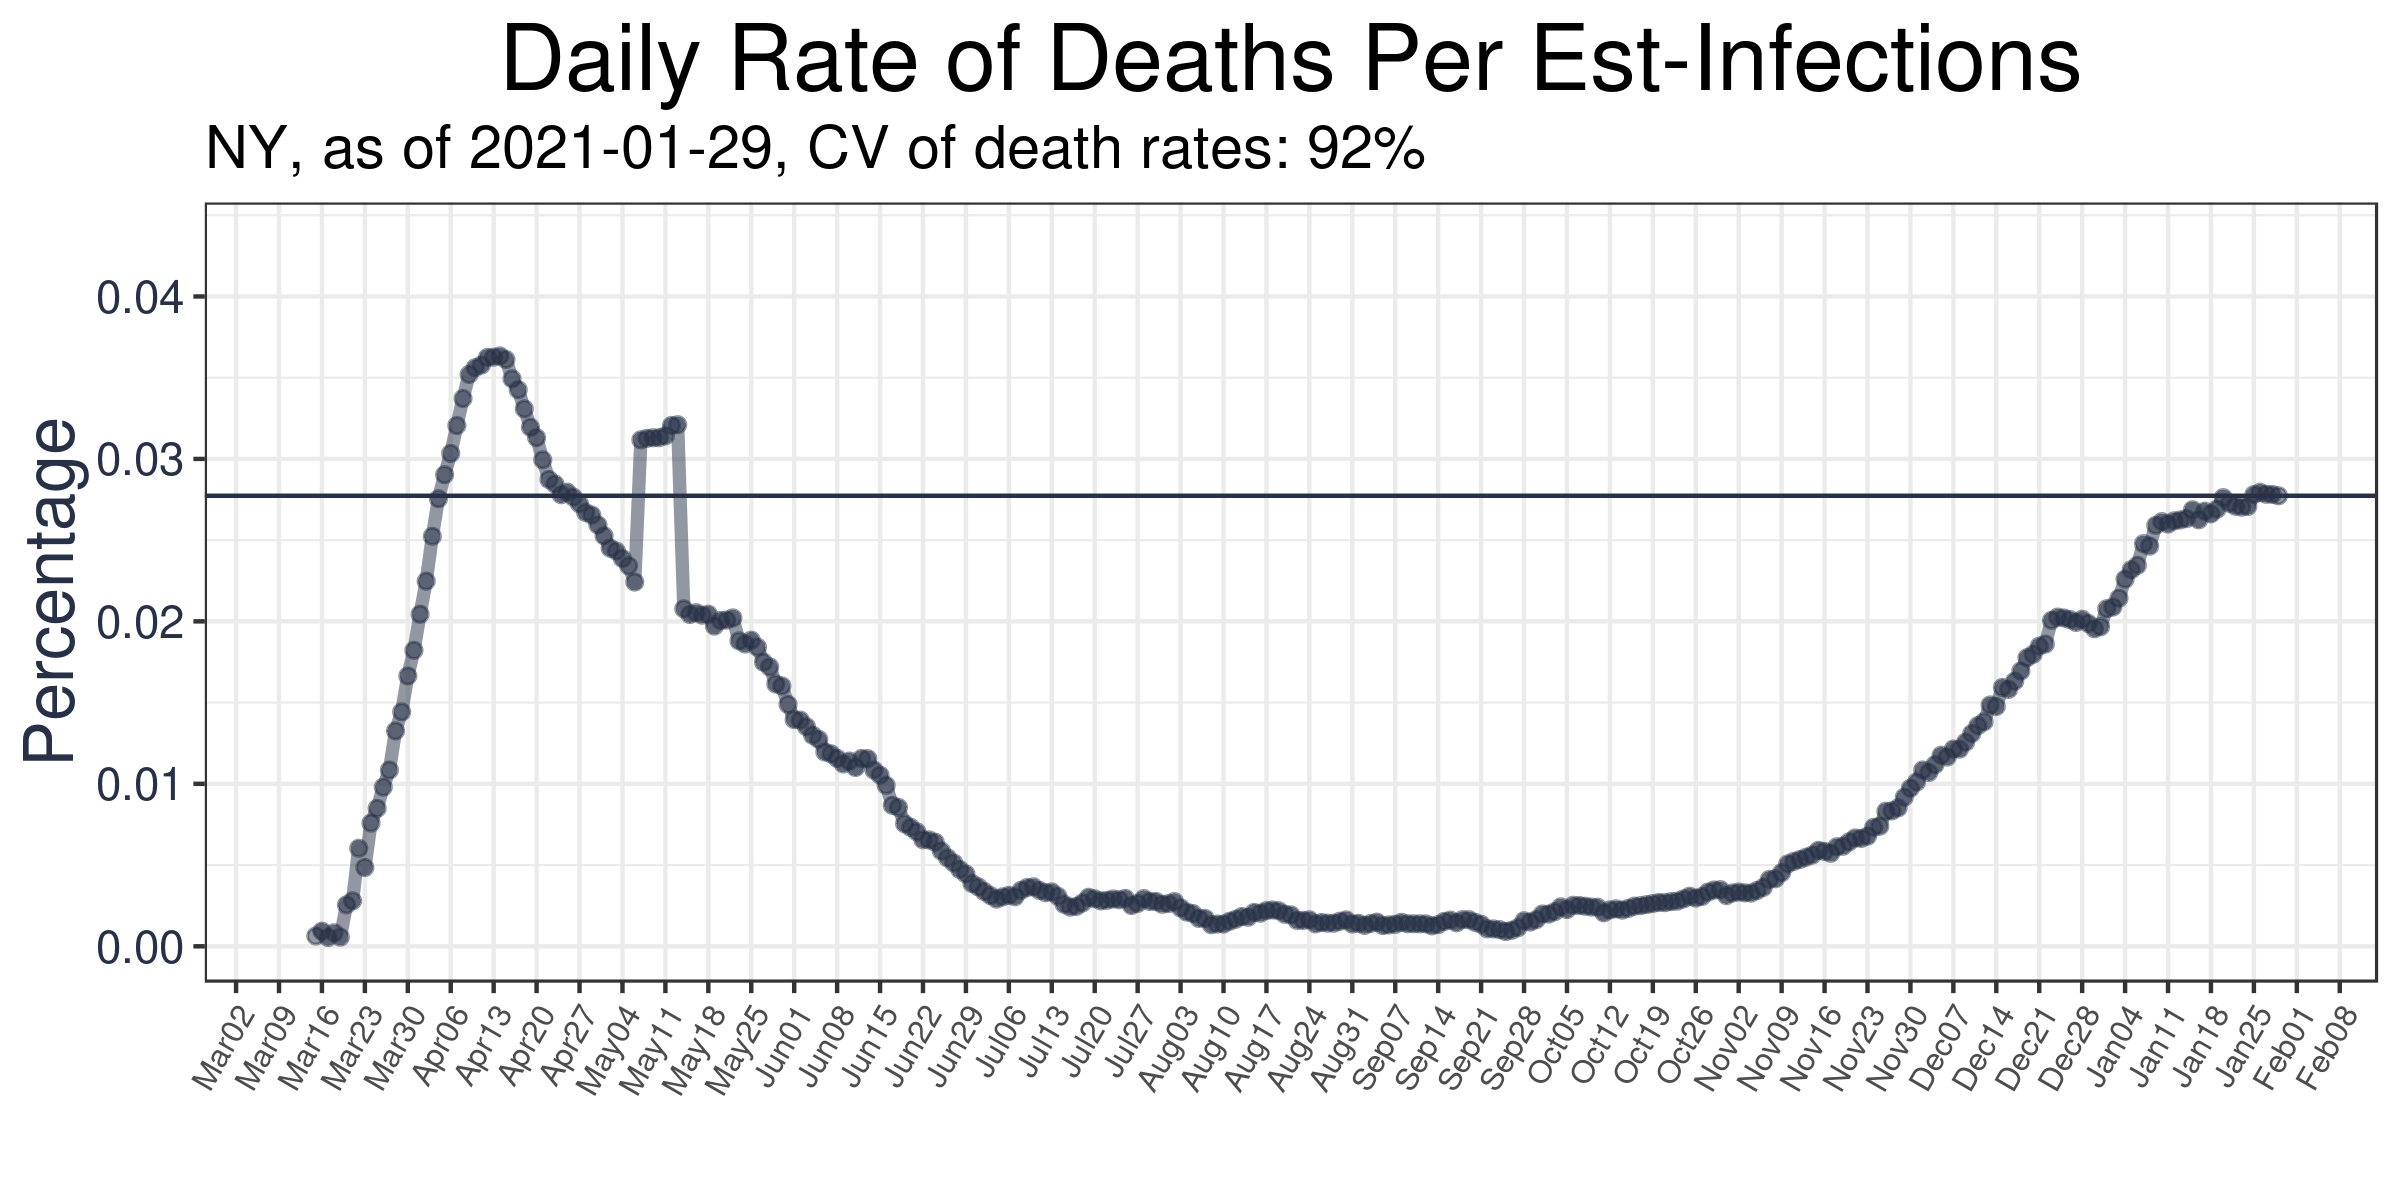 Daily Rate of Deaths Per Est-Infections
NY, as of 2021-01-29, CV of death rates: 92%
Percentage
0.04
0.03
0.02
0.01
0.00
Mar02
Mar09
Mar16
Mar23
Mar30
Apr06
Apr13
Apr20
Apr27
May04
May11
May18
May25
Jun01
Jun08
Jun15
Jun22
Jun29
Jul06
Jul13
Jul20
Jul27
Aug03
Aug10
Aug17
Aug24
Aug31
Sep07
Sep14
Sep21
Sep28
Oct05
Oct12
Oct19
Oct26
Nov02
Nov09
Nov16
Nov23
Nov30
Dec07
Dec14
Dec21
Dec28
Jan04
Jan11
Jan18
Jan25
Feb01
Feb08